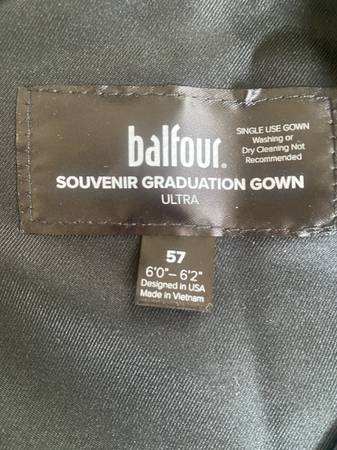 balfour.
SINGLE USE GOWN
Washing or
Dry Cleaning Not
Recommended
SOUVENIR GRADUATION GOWN
ULTRA
57
6'0"– 6'2"
Designed in USA
Made in Vietnam